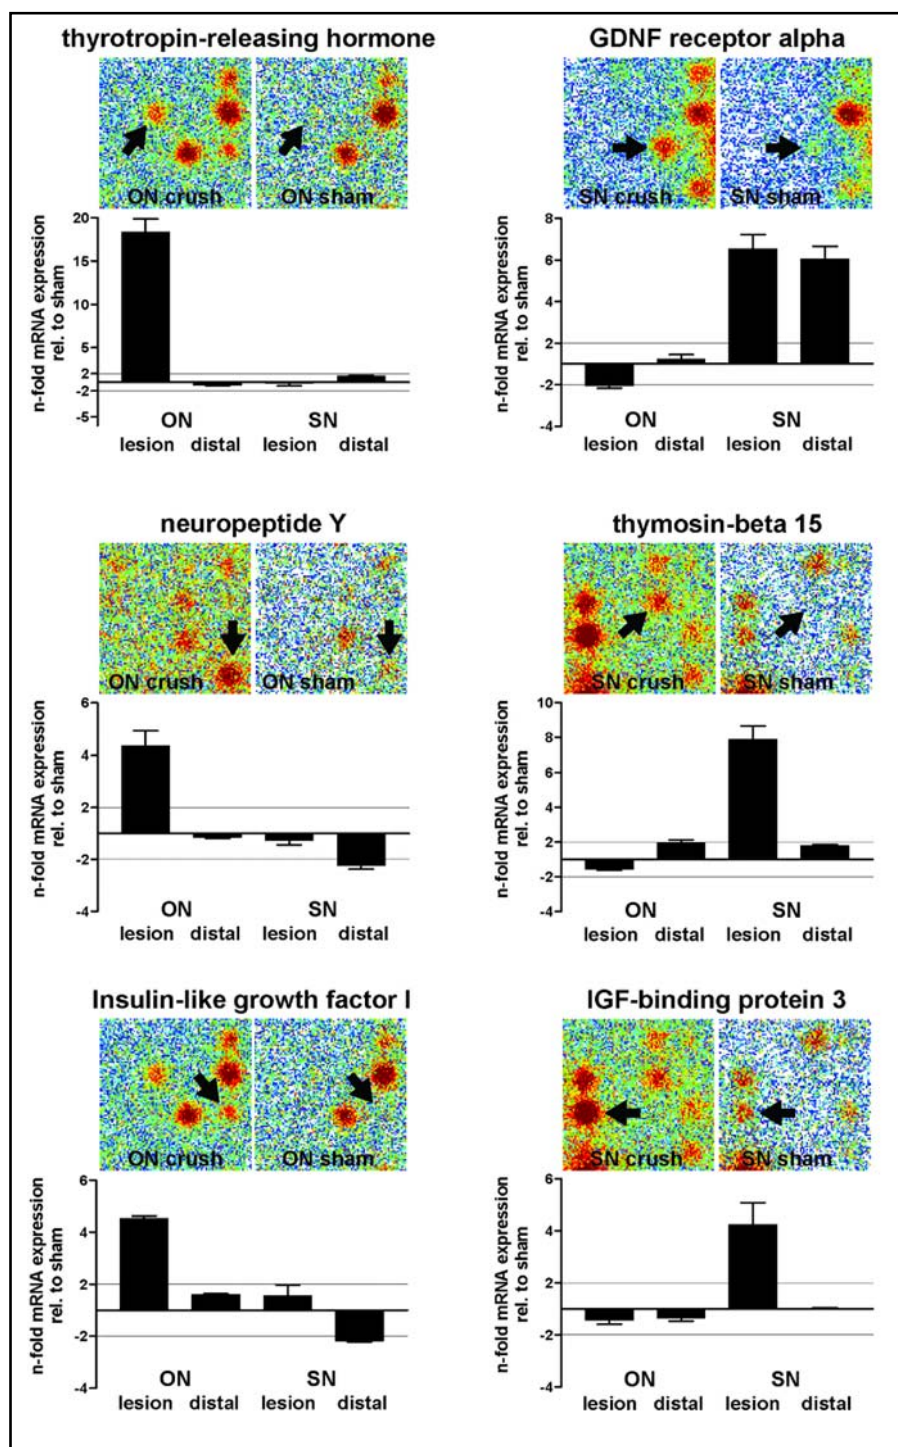 thyrotropin-releasing hormone
ON crush
ON sham
n-fold mRNA expression
rel. to sham
20
15
10
5
2
-2
-5
ON SN
lesion distal lesion distal
GDNF receptor alpha
SN crush
SN sham
n-fold mRNA expression
rel. to sham
8
6
4
2
-2
-4
ON SN
lesion distal lesion distal
neuropeptide Y
ON crush
ON sham
n-fold mRNA expression
rel. to sham
6
4
2
-2
-4
ON SN
lesion distal lesion distal
thymosin-beta 15
SN crush
SN sham
n-fold mRNA expression
rel. to sham
10
8
6
4
2
-2
-4
ON SN
lesion distal lesion distal
Insulin-like growth factor I
ON crush
ON sham
n-fold mRNA expression
rel. to sham
6
4
2
-2
-4
ON SN
lesion distal lesion distal
IGF-binding protein 3
SN crush
SN sham
n-fold mRNA expression
rel. to sham
6
4
2
-2
-4
ON SN
lesion distal lesion distal